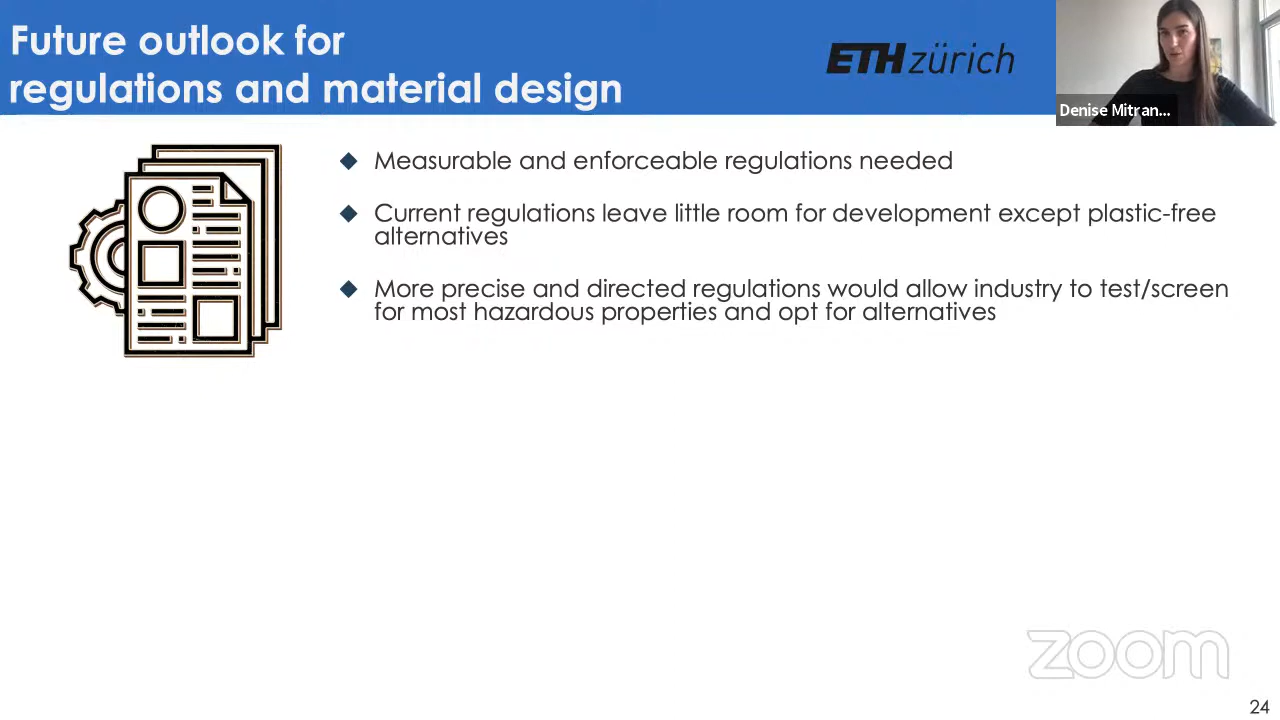 Future outlook for
regulations and material design
ETH zürich
Denise Mitran...
Measurable and enforceable regulations needed
Current regulations leave little room for development except plastic-free
alternatives
More precise and directed regulations would allow industry to test/screen
for most hazardous properties and opt for alternatives
zoom
24